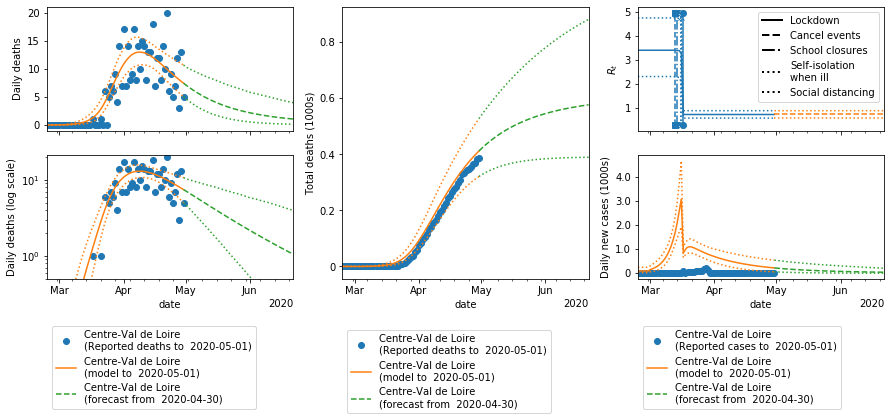 Daily deaths
20
15
10
5
0
Daily deaths (log scale)
10¹
10⁰
Mar
Apr
May
Jun
date
2020
Centre-Val de Loire
(Reported deaths to 2020-05-01)
Centre-Val de Loire
(model to 2020-05-01)
Centre-Val de Loire
(forecast from 2020-04-30)
Total deaths (1000s)
0.8
0.6
0.4
0.2
0
Mar
Apr
May
Jun
date
2020
Centre-Val de Loire
(Reported deaths to 2020-05-01)
Centre-Val de Loire
(model to 2020-05-01)
Centre-Val de Loire
(forecast from 2020-04-30)
Rt
5
4
3
2
1
Lockdown
Cancel events
School closures
Self-isolation
when ill
Social distancing
Daily new cases (1000s)
4.0
3.0
2.0
1.0
0
Mar
Apr
May
Jun
date
2020
Centre-Val de Loire
(Reported cases to 2020-05-01)
Centre-Val de Loire
(model to 2020-05-01)
Centre-Val de Loire
(forecast from 2020-04-30)